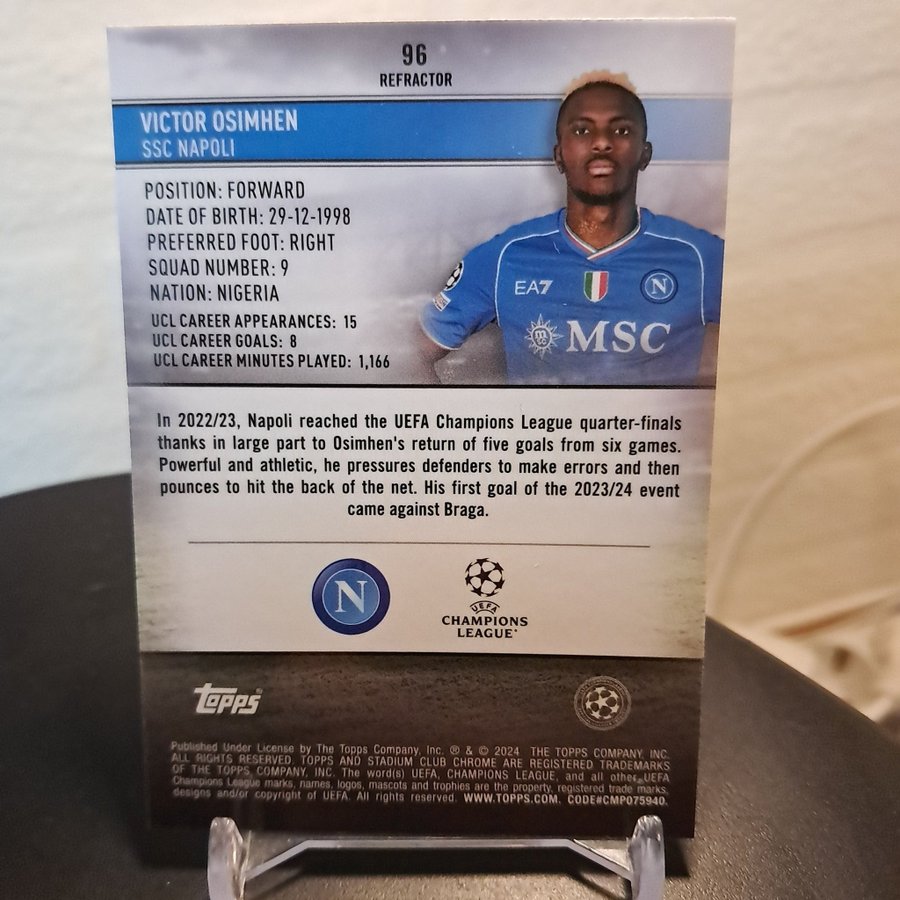 96
REFRACTOR
VICTOR OSIMHEN
SSC NAPOLI
POSITION: FORWARD
DATE OF BIRTH: 29-12-1998
PREFERRED FOOT: RIGHT
SQUAD NUMBER: 9
NATION: NIGERIA
UCL CAREER APPEARANCES: 15
UCL CAREER GOALS: 8
UCL CAREER MINUTES PLAYED: 1,166
EA7
N
msc MSC
In 2022/23, Napoli reached the UEFA Champions League quarter-finals
thanks in large part to Osimhen's return of five goals from six games.
Powerful and athletic, he pressures defenders to make errors and then
pounces to hit the back of the net. His first goal of the 2023/24 event
came against Braga.
N
UEFA
CHAMPIONS
LEAGUE
topps
Published Under License by The Topps Company, Inc. ® & © 2024 THE TOPPS COMPANY, INC.
ALL RIGHTS RESERVED. TOPPS AND STADIUM CLUB CHROME ARE REGISTERED TRADEMARKS
OF THE TOPPS COMPANY, INC. The word(s) UEFA, CHAMPIONS LEAGUE, and all other UEFA
Champions League marks, names, logos, mascots and trophies are the property, registered trade marks,
designs and/or copyright of UEFA. All rights reserved. WWW.TOPPS.COM. CODE#CMP075940.